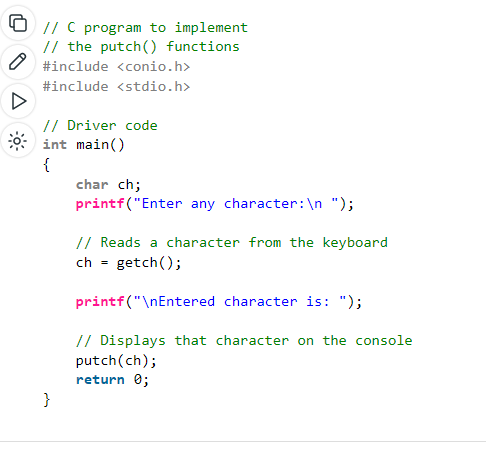 // C program to implement
// the putch() functions
#include <conio.h>
#include <stdio.h>
// Driver code
int main()
{
    char ch;
    printf("Enter any character:\n ");
    // Reads a character from the keyboard
    ch = getch();
    printf("\nEntered character is: ");
    // Displays that character on the console
    putch(ch);
    return 0;
}